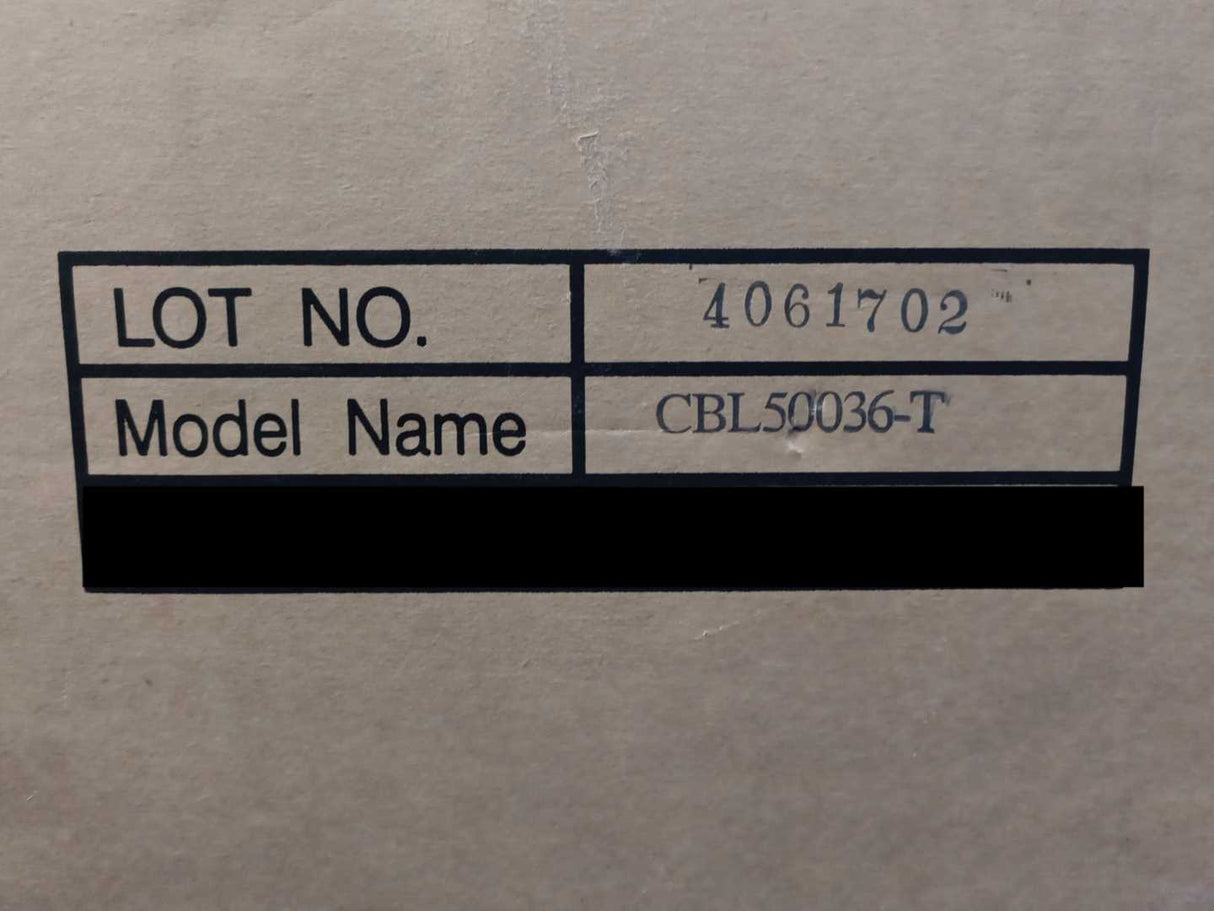 LOT NO. 4061702
Model Name CBL50036-T